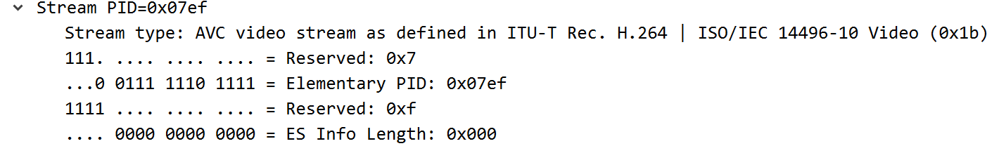 Stream PID=0x07ef
Stream type: AVC video stream as defined in ITU-T Rec. H.264 | ISO/IEC 14496-10 Video (0x1b)
111. .... .... .... = Reserved: 0x7
...0 0111 1110 1111 = Elementary PID: 0x07ef
1111 .... .... .... = Reserved: 0xf
.... 0000 0000 0000 = ES Info Length: 0x000